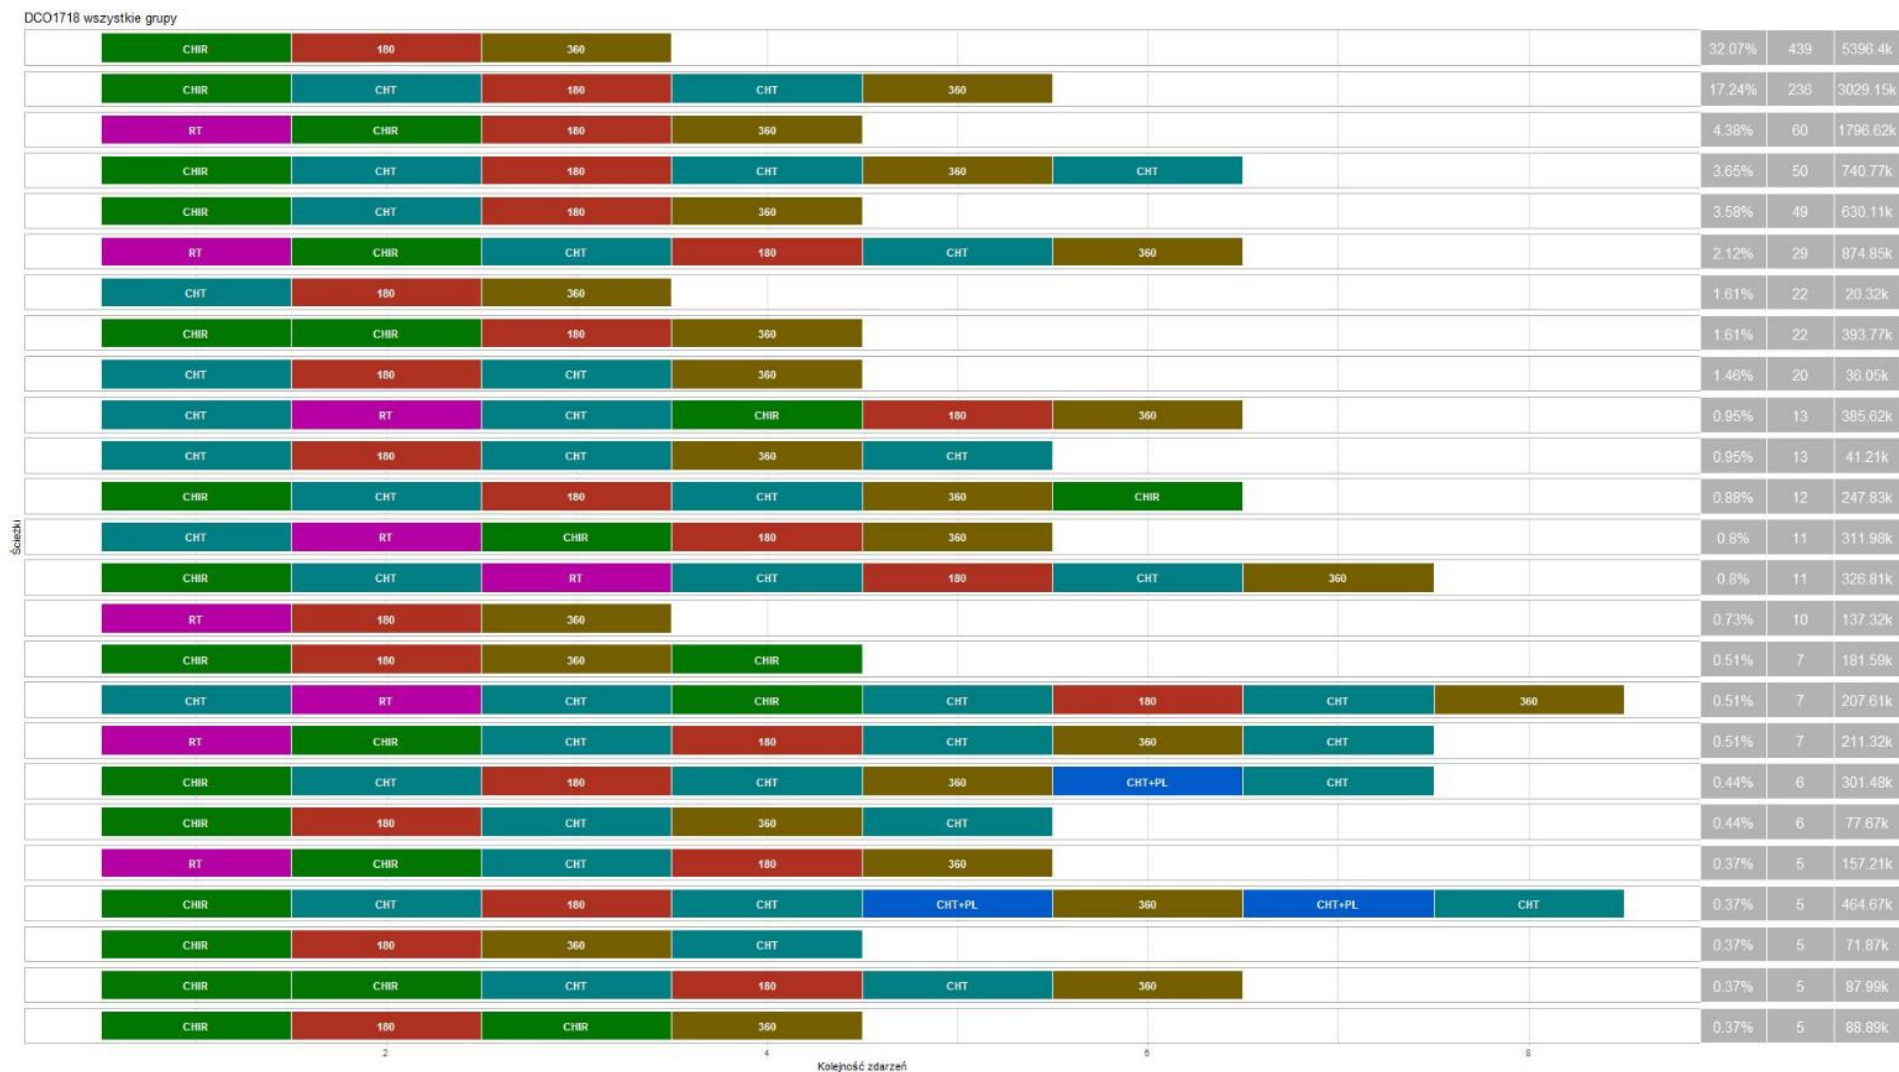 DCO1718 wszystkie grupy
CHIR 180 360 32.07% 439 5396.4k
CHIR CHT 180 CHT 360 17.24% 236 3029.15k
RT CHIR 180 360 4.38% 60 1796.62k
CHIR CHT 180 CHT 360 CHT 3.65% 50 740.77k
CHIR CHT 180 360 3.58% 49 630.11k
RT CHIR CHT 180 CHT 360 2.12% 29 874.85k
CHT 180 360 1.61% 22 20.32k
CHIR CHIR 180 360 1.61% 22 393.77k
CHT 180 CHT 360 1.46% 20 36.05k
CHT RT CHT CHIR 180 360 0.95% 13 385.62k
CHT 180 CHT 360 CHT 0.95% 13 41.21k
CHIR CHT 180 CHT 360 CHIR 0.88% 12 247.83k
Ścieżki
CHT RT CHIR 180 360 0.8% 11 311.98k
CHIR CHT RT CHT 180 CHT 360 0.8% 11 326.81k
RT 180 360 0.73% 10 137.32k
CHIR 180 360 CHIR 0.51% 7 181.59k
CHT RT CHT CHIR CHT 180 CHT 360 0.51% 7 207.61k
RT CHIR CHT 180 CHT 360 CHT 0.51% 7 211.32k
CHIR CHT 180 CHT 360 CHT+PL CHT 0.44% 6 301.48k
CHIR 180 CHT 360 CHT 0.44% 6 77.67k
RT CHIR CHT 180 360 0.37% 5 157.21k
CHIR CHT 180 CHT CHT+PL 360 CHT+PL CHT 0.37% 5 464.67k
CHIR 180 360 CHT 0.37% 5 71.87k
CHIR CHIR CHT 180 CHT 360 0.37% 5 87.99k
CHIR 180 CHIR 360 0.37% 5 88.89k
2 4 6 8
Kolejność zdarzeń